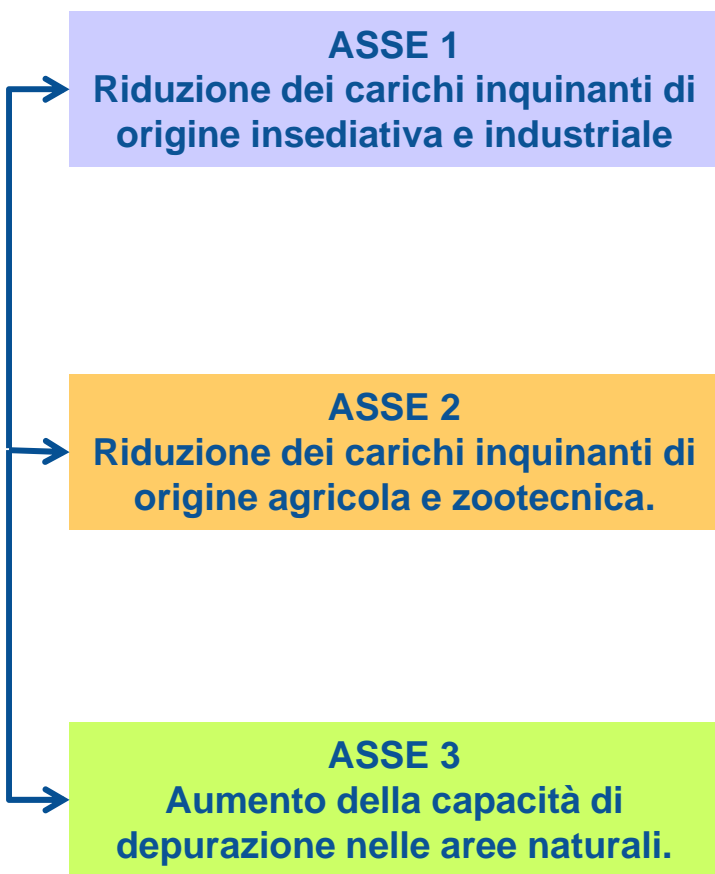 ASSE 1
Riduzione dei carichi inquinanti di
origine insediativa e industriale
ASSE 2
Riduzione dei carichi inquinanti di
origine agricola e zootecnica.
ASSE 3
Aumento della capacità di
depurazione nelle aree naturali.